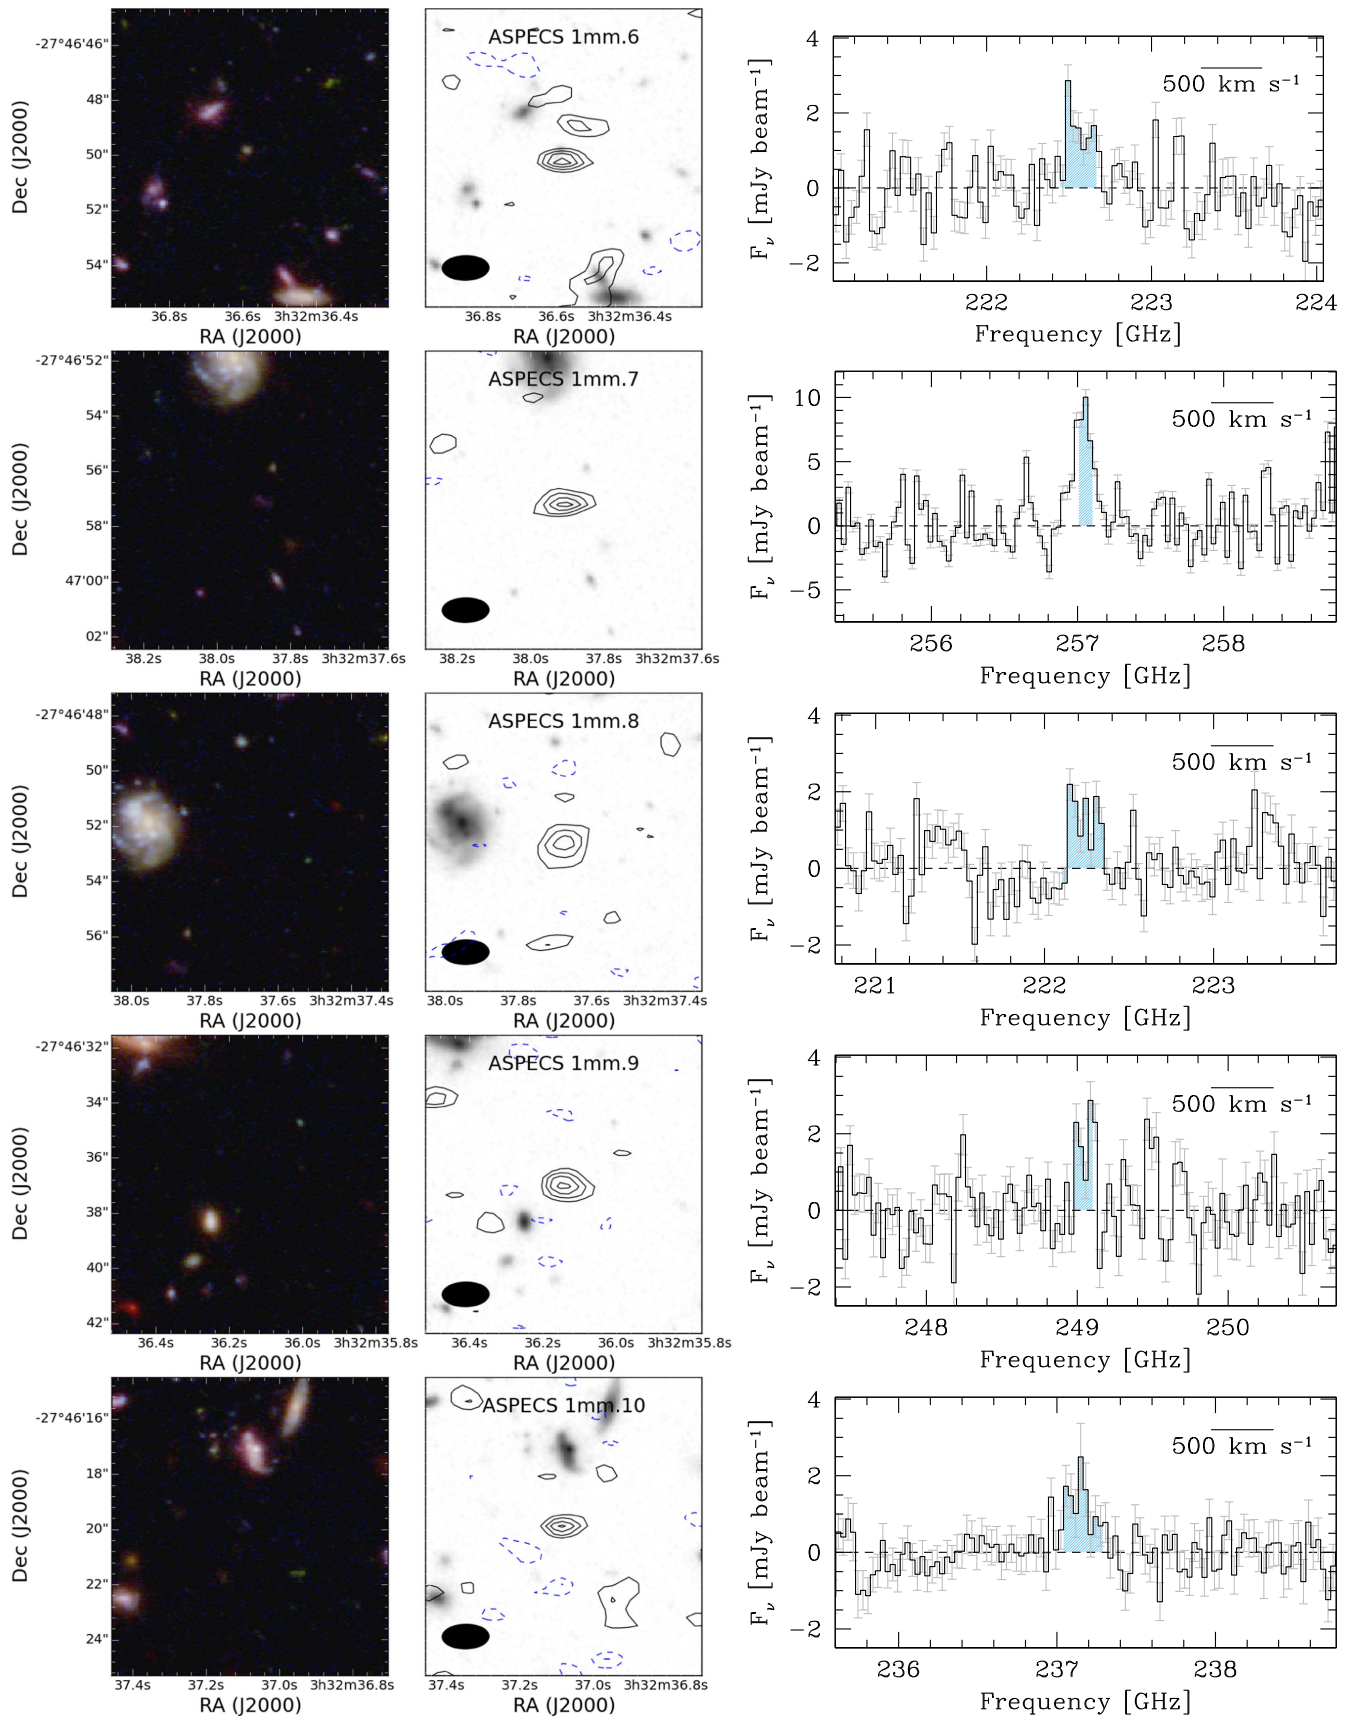 -27°46'46"
48"
50"
52"
54"
Dec (J2000)
36.8s 36.6s 3h32m36.4s
RA (J2000)
ASPECS 1mm.6
36.8s 36.6s 3h32m36.4s
RA (J2000)
4
2
0
−2
Fν [mJy beam−1]
500 km s−1
222 223 224
Frequency [GHz]
-27°46'52"
54"
56"
58"
47'00"
02"
Dec (J2000)
38.2s 38.0s 37.8s 3h32m37.6s
RA (J2000)
ASPECS 1mm.7
38.2s 38.0s 37.8s 3h32m37.6s
RA (J2000)
10
5
0
−5
Fν [mJy beam−1]
500 km s−1
256 257 258
Frequency [GHz]
-27°46'48"
50"
52"
54"
56"
Dec (J2000)
38.0s 37.8s 37.6s 3h32m37.4s
RA (J2000)
ASPECS 1mm.8
38.0s 37.8s 37.6s 3h32m37.4s
RA (J2000)
4
2
0
−2
Fν [mJy beam−1]
500 km s−1
221 222 223
Frequency [GHz]
-27°46'32"
34"
36"
38"
40"
42"
Dec (J2000)
36.4s 36.2s 36.0s 3h32m35.8s
RA (J2000)
ASPECS 1mm.9
36.4s 36.2s 36.0s 3h32m35.8s
RA (J2000)
4
2
0
−2
Fν [mJy beam−1]
500 km s−1
248 249 250
Frequency [GHz]
-27°46'16"
18"
20"
22"
24"
Dec (J2000)
37.4s 37.2s 37.0s 3h32m36.8s
RA (J2000)
ASPECS 1mm.10
37.4s 37.2s 37.0s 3h32m36.8s
RA (J2000)
4
2
0
−2
Fν [mJy beam−1]
500 km s−1
236 237 238
Frequency [GHz]